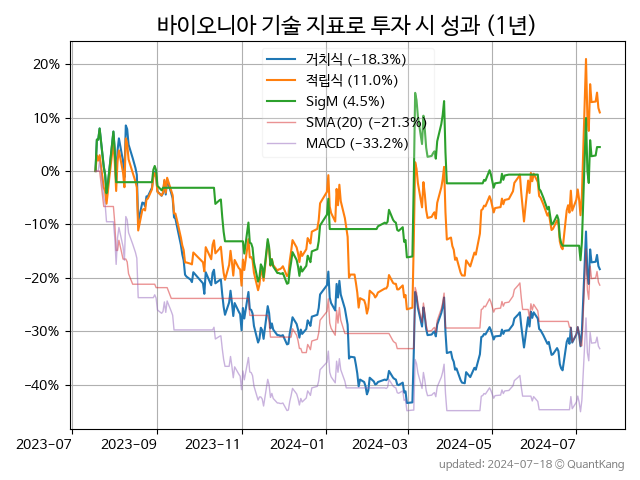 바이오니아 기술 지표로 투자 시 성과 (1년)
거치식 (−18.3%)
적립식 (11.0%)
SigM (4.5%)
SMA(20) (−21.3%)
MACD (−33.2%)
20%
10%
0%
−10%
−20%
−30%
−40%
2023-07 2023-09 2023-11 2024-01 2024-03 2024-05 2024-07
updated: 2024-07-18 © QuantKang